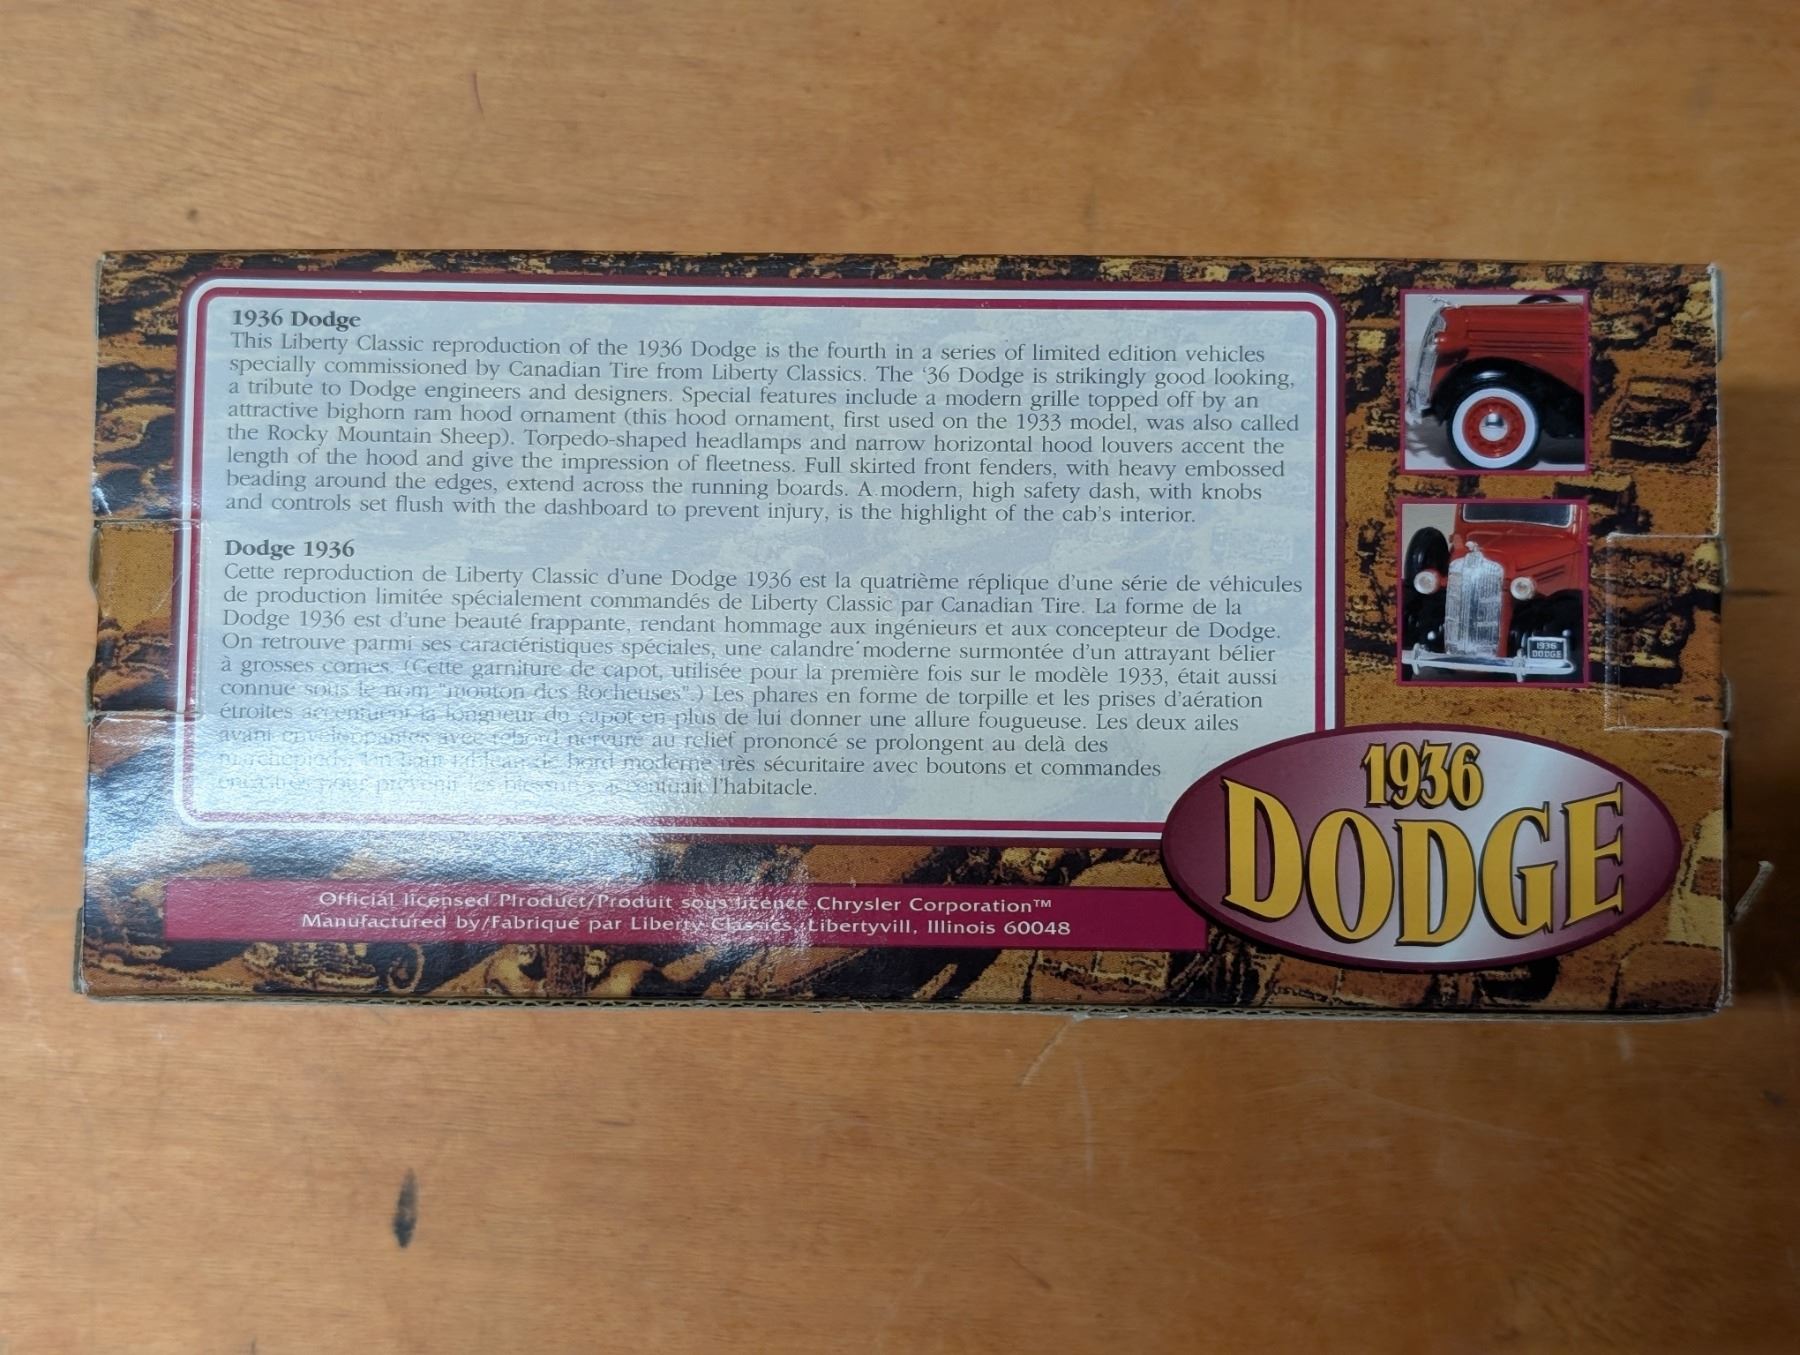 1936 Dodge
This Liberty Classic reproduction of the 1936 Dodge is the fourth in a series of limited edition vehicles
specially commissioned by Canadian Tire from Liberty Classics. The '36 Dodge is strikingly good looking,
a tribute to Dodge engineers and designers. Special features include a modern grille topped off by an
attractive bighorn ram hood ornament (this hood ornament, first used on the 1933 model, was also called
the Rocky Mountain Sheep). Torpedo-shaped headlamps and narrow horizontal hood louvers accent the
length of the hood and give the impression of fleetness. Full skirted front fenders, with heavy embossed
beading around the edges, extend across the running boards. A modern, high safety dash, with knobs
and controls set flush with the dashboard to prevent injury, is the highlight of the cab's interior.
Dodge 1936
Cette reproduction de Liberty Classic d'une Dodge 1936 est la quatrième réplique d'une série de véhicules
de production limitée spécialement commandés de Liberty Classic par Canadian Tire. La forme de la
Dodge 1936 est d'une beauté frappante, rendant hommage aux ingénieurs et aux concepteur de Dodge.
On retrouve parmi ses caractéristiques spéciales, une calandre moderne surmontée d'un attrayant bélier
à grosses cornes. (Cette garniture de capot, utilisée pour la première fois sur le modèle 1933, était aussi
connue sous le nom "mouton des Rocheuses".) Les phares en forme de torpille et les prises d'aération
étroites accentuent la longueur du capot en plus de lui donner une allure fougueuse. Les deux ailes
avant enveloppantes avec rebord nervuré au relief prononcé se prolongent au delà des
marchepieds. Un haut tableau de bord moderne très sécuritaire avec boutons et commandes
pour prévenir les l'habitacle.
1936
DODGE
1936
DODGE
Official licensed Plroduct/Produit sous licence Chrysler Corporation™
Manufactured by/Fabriqué par Liberty Classics, Libertyvill, Illinois 60048